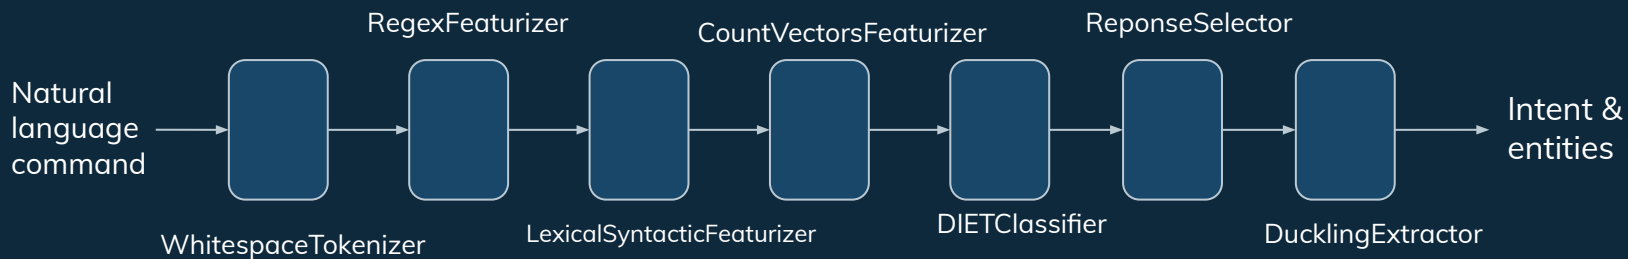 RegexFeaturizer
CountVectorsFeaturizer
ReponseSelector
Natural
language
command
Intent &
entities
WhitespaceTokenizer
LexicalSyntacticFeaturizer
DIETClassifier
DucklingExtractor